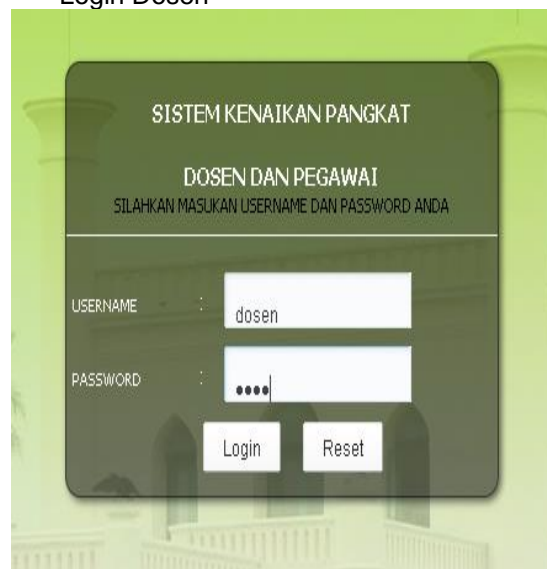 Login Dosen
SISTEM KENAIKAN PANGKAT
DOSEN DAN PEGAWAI
SILAHKAN MASUKAN USERNAME DAN PASSWORD ANDA
USERNAME : dosen
PASSWORD : ••••
Login Reset